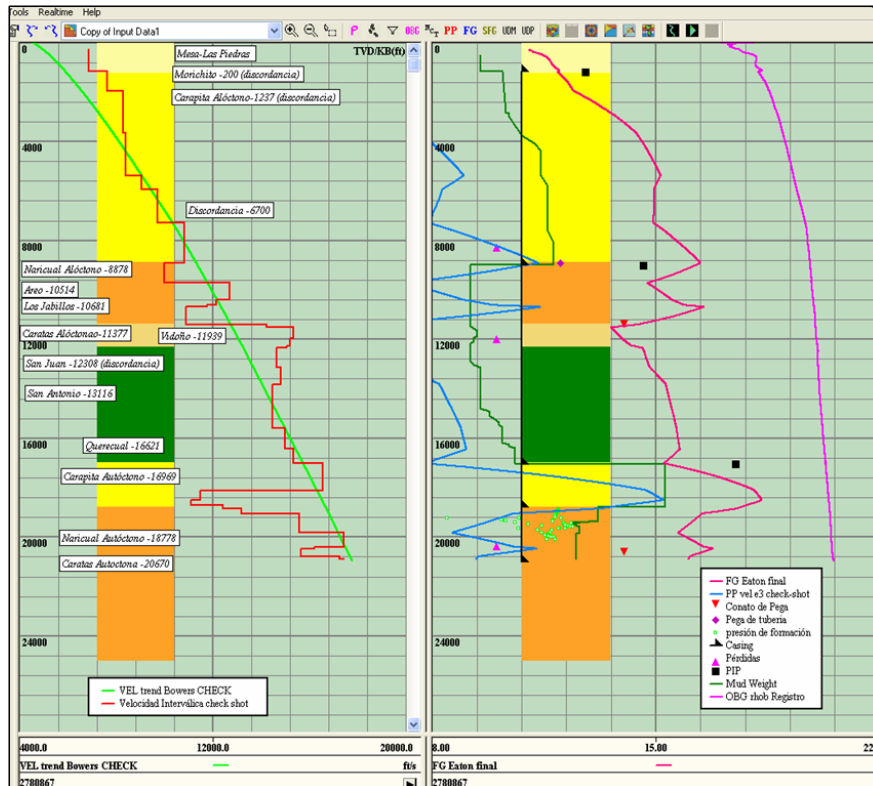 Tools Realtime Help
Copy of Input Data1
OBG PP FG SFG UDM UDP
TVD/KB(ft)
0
4000
8000
12000
16000
20000
24000
Mesa-Las Piedras
Morichito -200 (discordancia)
Carapita Alóctono-1237 (discordancia)
Discordancia -6700
Naricual Alóctono -8878
Areo -10514
Los Jabillos -10681
Caratas Alóctonao-11377
Vidoño -11939
San Juan -12308 (discordancia)
San Antonio -13116
Querecual -16621
Carapita Autóctono -16969
Naricual Autóctono -18778
Caratas Autoctona -20670
VEL trend Bowers CHECK
Velocidad Interválica check shot
4000.0 12000.0 20000.0
VEL trend Bowers CHECK ft/s
2780867
0
4000
8000
12000
16000
20000
24000
FG Eaton final
PP vel e3 check-shot
Conato de Pega
Pega de tuberia
presión de formación
Casing
Pérdidas
PIP
Mud Weight
OBG rhob Registro
8.00 15.00 22
FG Eaton final
2780867